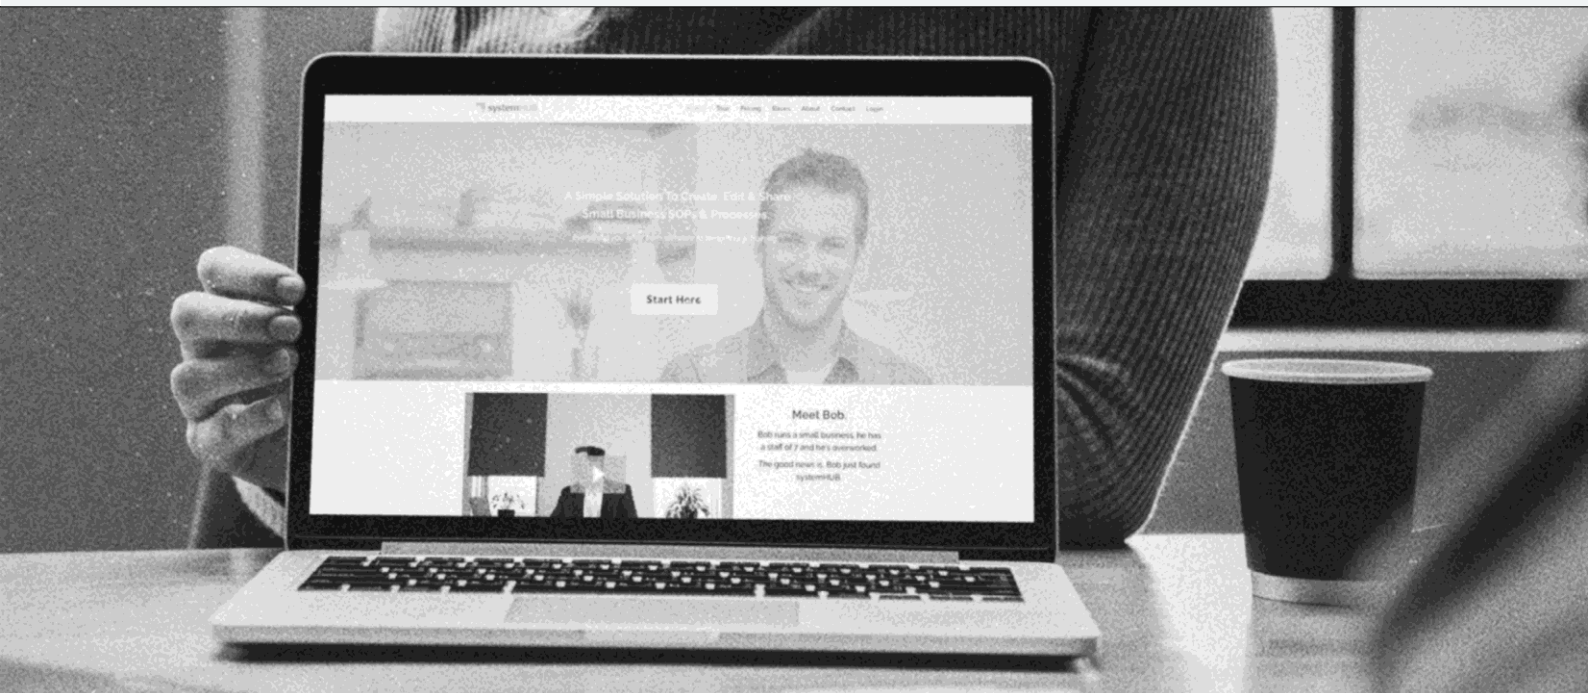 systemHUB
Tour Pricing About Contact Login
A Simple Solution To Create, Edit & Share
Small Business SOPs & Processes.
Start Here
Meet Bob.
Bob runs a small business, he has
a staff of 7 and he's overworked.
The good news is, Bob just found
systemHUB.